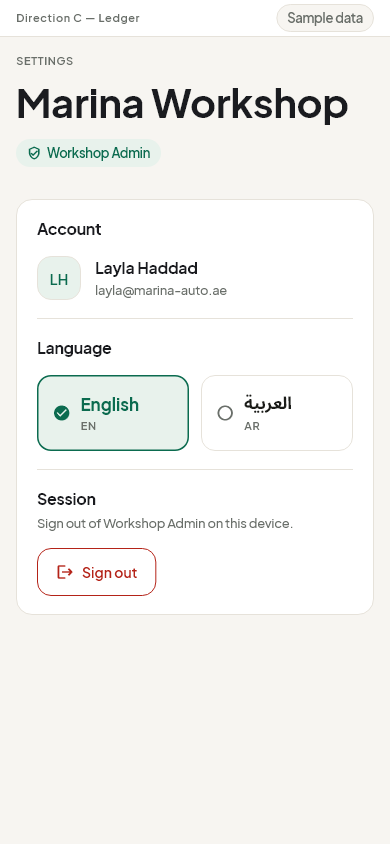 Direction C — Ledger
Sample data
SETTINGS
Marina Workshop
Workshop Admin
Account
LH
Layla Haddad
layla@marina-auto.ae
Language
English
EN
العربية
AR
Session
Sign out of Workshop Admin on this device.
Sign out